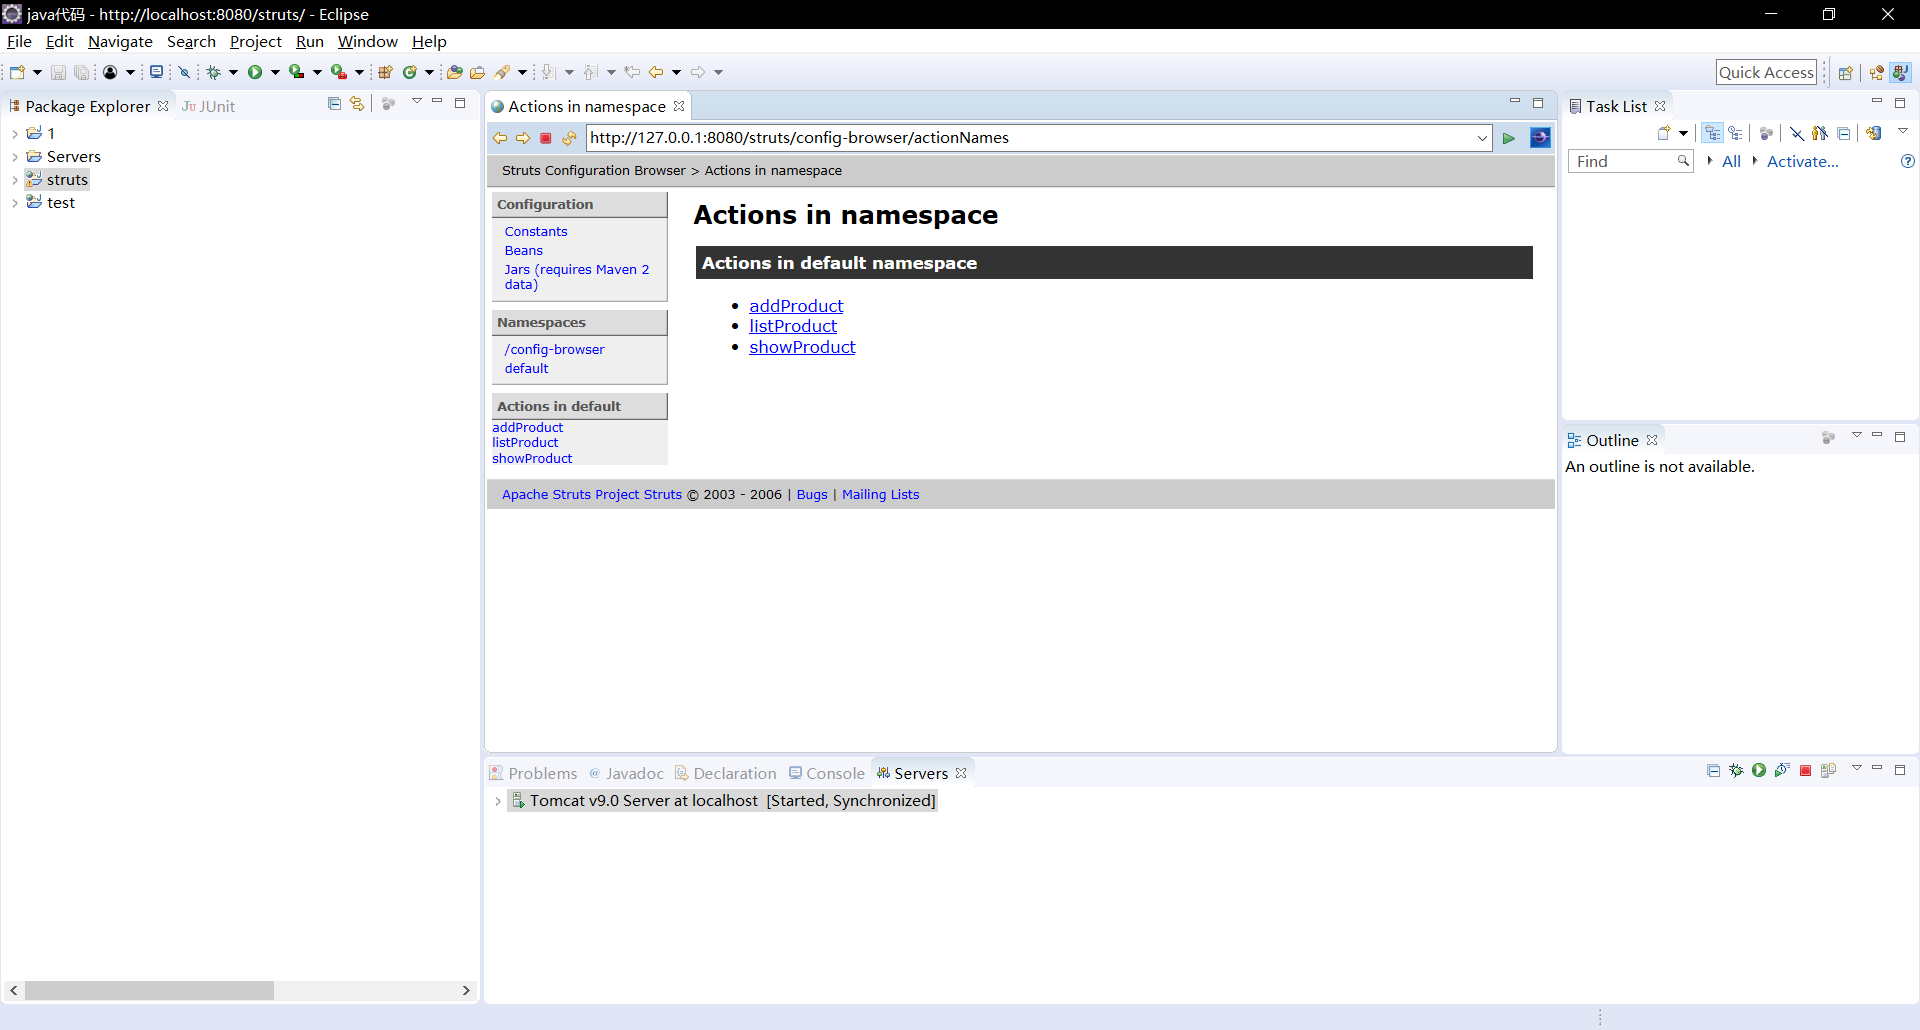 java代码 - http://localhost:8080/struts/ - Eclipse
File Edit Navigate Search Project Run Window Help
Quick Access
Package Explorer JUnit
1
Servers
struts
test
Actions in namespace
http://127.0.0.1:8080/struts/config-browser/actionNames
Struts Configuration Browser > Actions in namespace
Configuration
Constants
Beans
Jars (requires Maven 2
data)
Namespaces
/config-browser
default
Actions in default
addProduct
listProduct
showProduct
Actions in namespace
Actions in default namespace
addProduct
listProduct
showProduct
Apache Struts Project Struts © 2003 - 2006 | Bugs | Mailing Lists
Task List
Find All Activate...
Outline
An outline is not available.
Problems @ Javadoc Declaration Console Servers
Tomcat v9.0 Server at localhost [Started, Synchronized]